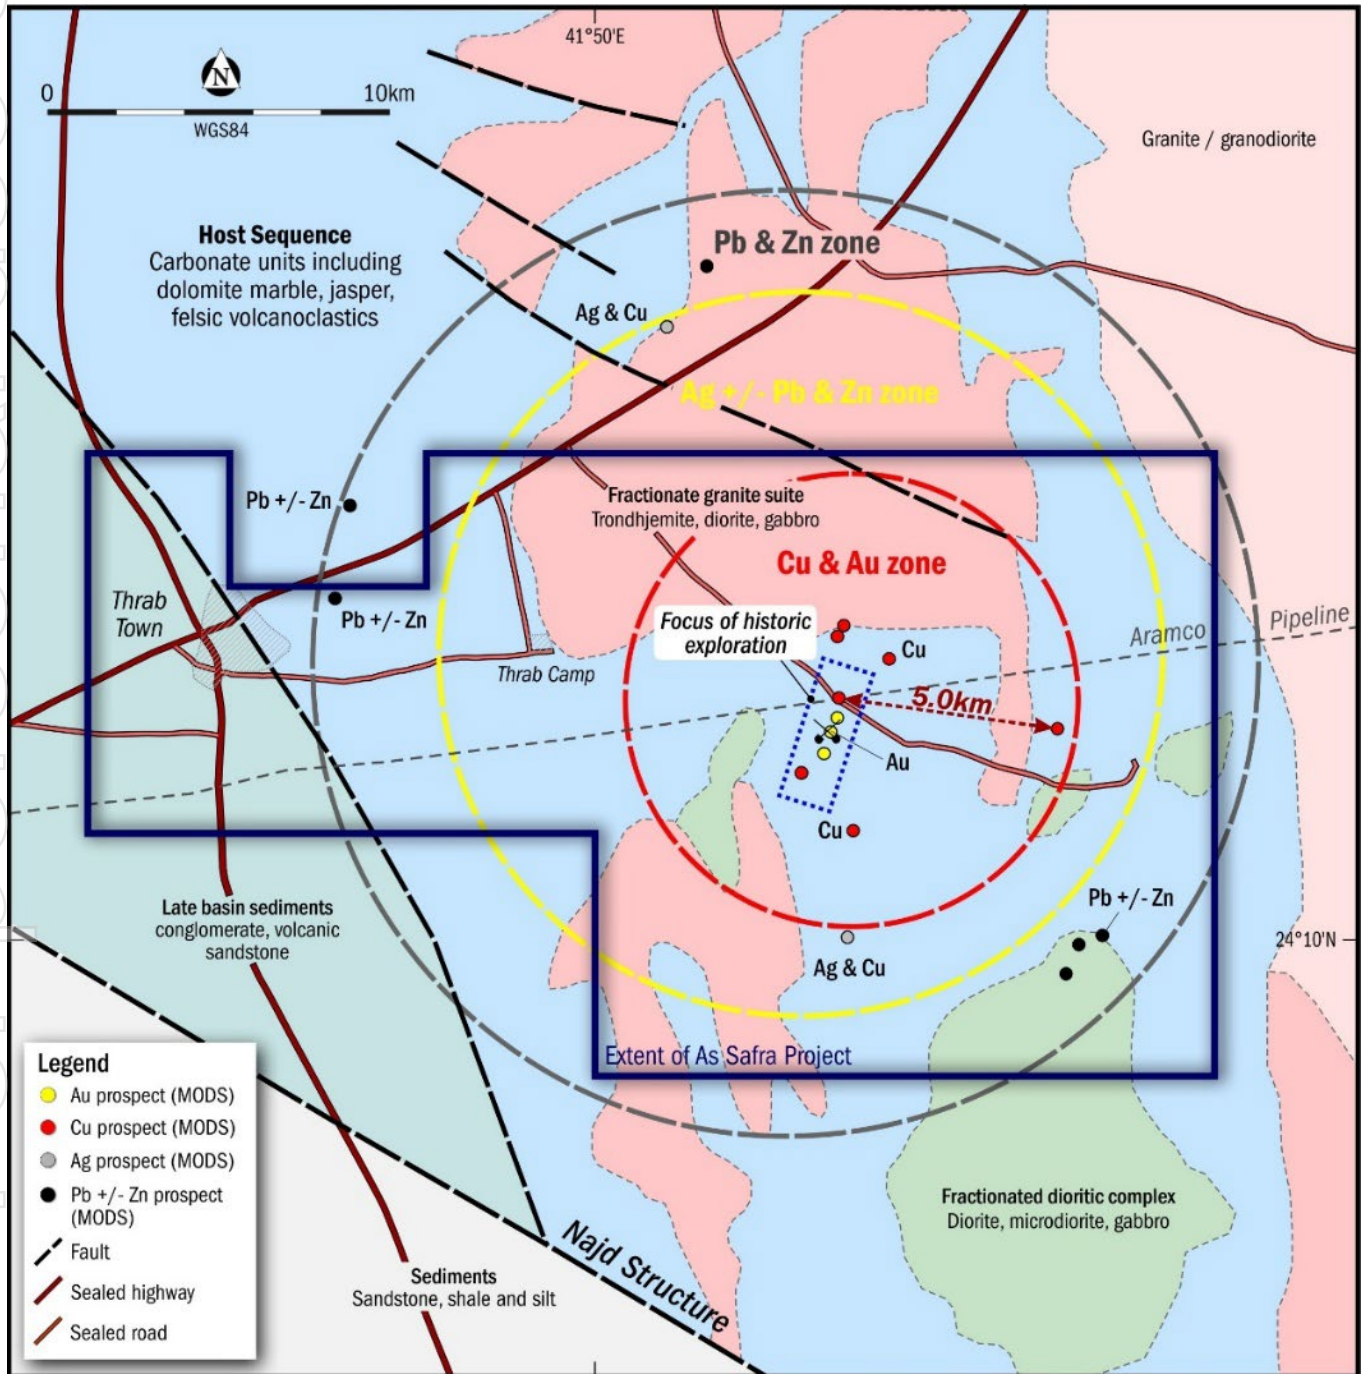 41°50'E
N
0
10km
WGS84
Granite / granodiorite
Host Sequence
Carbonate units including
dolomite marble, jasper,
felsic volcanoclastics
Pb & Zn zone
Ag & Cu
Ag +/- Pb & Zn zone
Pb +/- Zn
Fractionate granite suite
Trondhjemite, diorite, gabbro
Cu & Au zone
Thrab
Town
Pb +/- Zn
Focus of historic
exploration
Aramco
Pipeline
Cu
Thrab Camp
5.0km
Au
Cu
Pb +/- Zn
Late basin sediments
conglomerate, volcanic
sandstone
24°10'N
Ag & Cu
Extent of As Safra Project
Legend
Au prospect (MODS)
Cu prospect (MODS)
Ag prospect (MODS)
Pb +/- Zn prospect
(MODS)
Fault
Sealed highway
Sealed road
Fractionated dioritic complex
Diorite, microdiorite, gabbro
Najd Structure
Sediments
Sandstone, shale and silt